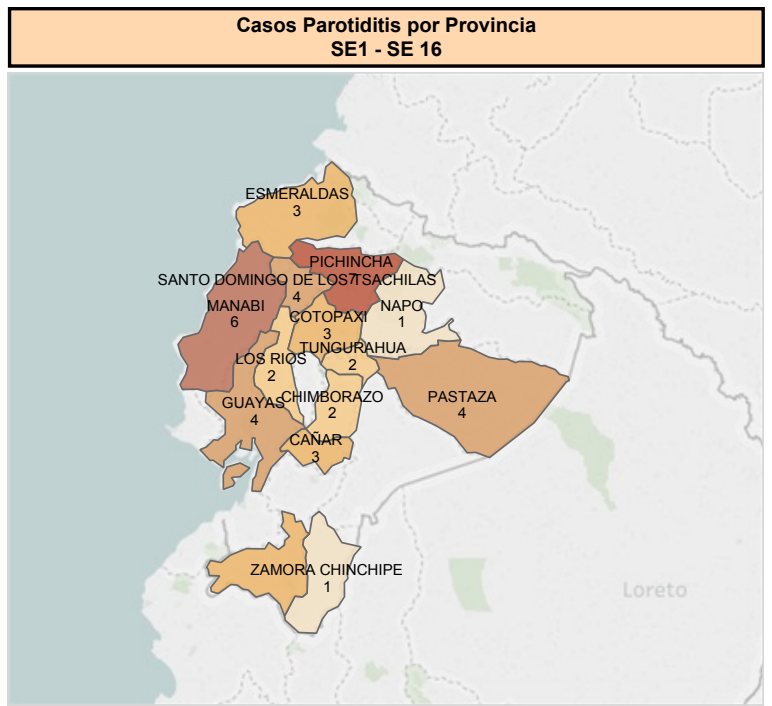 Casos Parotiditis por Provincia
SE1 - SE 16
ESMERALDAS
3
PICHINCHA
7
SANTO DOMINGO DE LOS TSACHILAS
4
MANABI
6
NAPO
1
COTOPAXI
3
TUNGURAHUA
2
LOS RIOS
2
CHIMBORAZO
2
GUAYAS
4
PASTAZA
4
CAÑAR
3
ZAMORA CHINCHIPE
1
Loreto